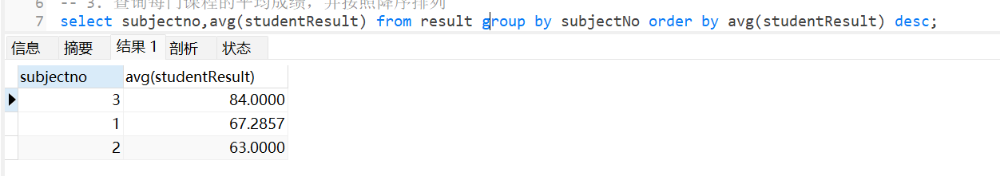 6 -- 3. 查询每门课程的平均成绩，并按照降序排列
7 select subjectno,avg(studentResult) from result group by subjectNo order by avg(studentResult) desc;
信息 摘要 结果 1 剖析 状态
subjectno avg(studentResult)
3 84.0000
1 67.2857
2 63.0000